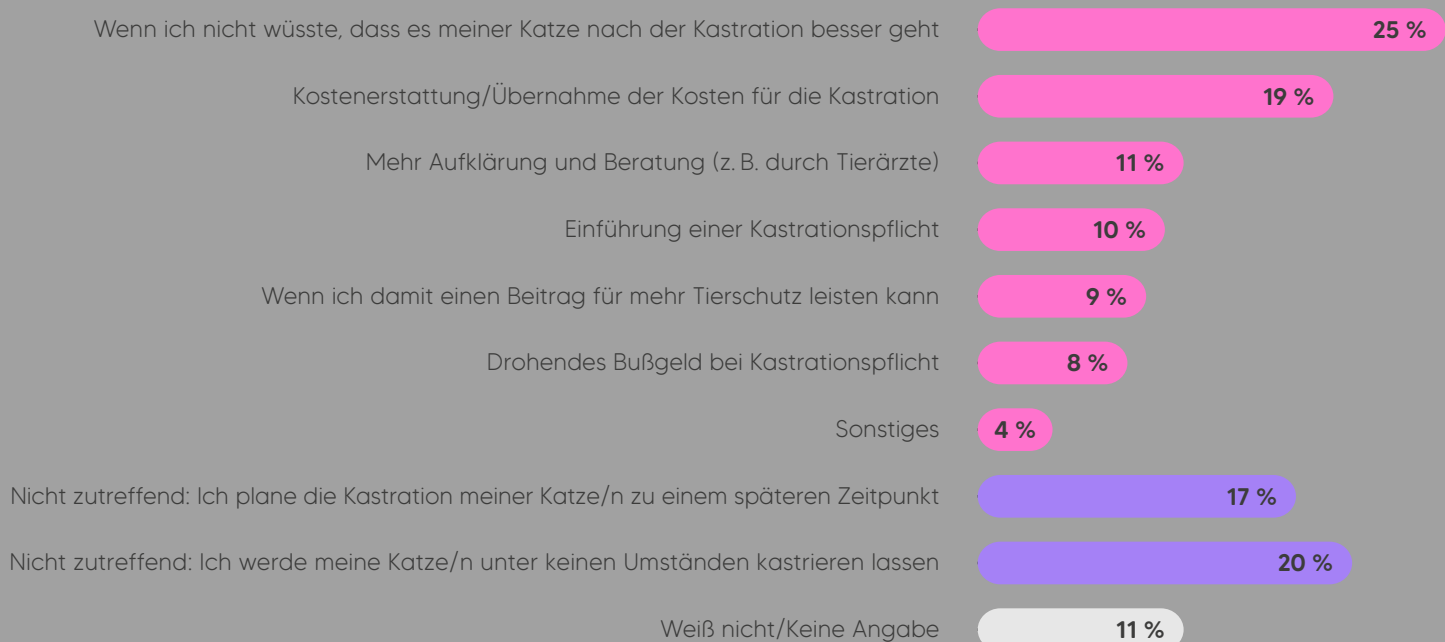 Wenn ich nicht wüsste, dass es meiner Katze nach der Kastration besser geht 25 %
Kostenerstattung/Übernahme der Kosten für die Kastration 19 %
Mehr Aufklärung und Beratung (z. B. durch Tierärzte) 11 %
Einführung einer Kastrationspflicht 10 %
Wenn ich damit einen Beitrag für mehr Tierschutz leisten kann 9 %
Drohendes Bußgeld bei Kastrationspflicht 8 %
Sonstiges 4 %
Nicht zutreffend: Ich plane die Kastration meiner Katze/n zu einem späteren Zeitpunkt 17 %
Nicht zutreffend: Ich werde meine Katze/n unter keinen Umständen kastrieren lassen 20 %
Weiß nicht/Keine Angabe 11 %